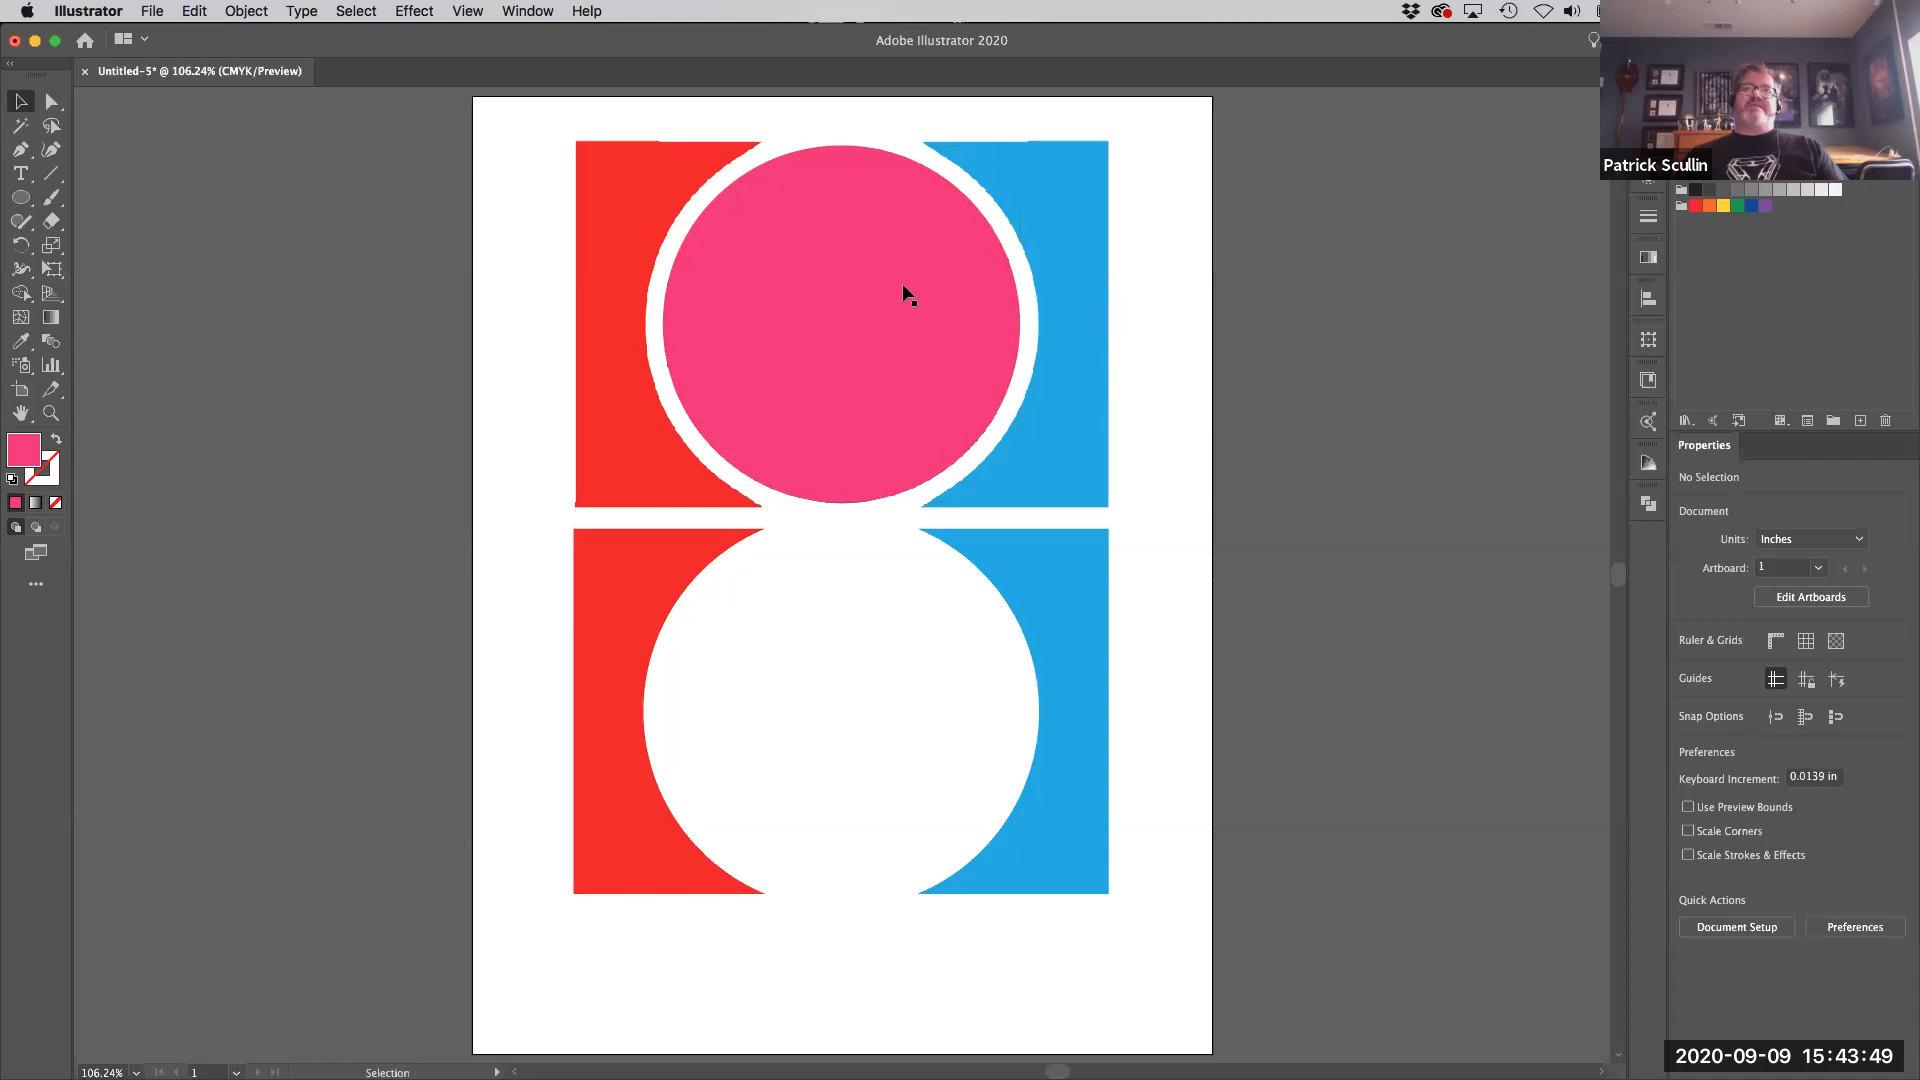 Illustrator File Edit Object Type Select Effect View Window Help
Adobe Illustrator 2020
Untitled-5* @ 106.24% (CMYK/Preview)
Patrick Scullin
Properties
No Selection
Document
Units: Inches
Artboard: 1
Edit Artboards
Ruler & Grids
Guides
Snap Options
Preferences
Keyboard Increment: 0.0139 in
Use Preview Bounds
Scale Corners
Scale Strokes & Effects
Quick Actions
Document Setup Preferences
2020-09-09 15:43:49
106.24% 1 Selection